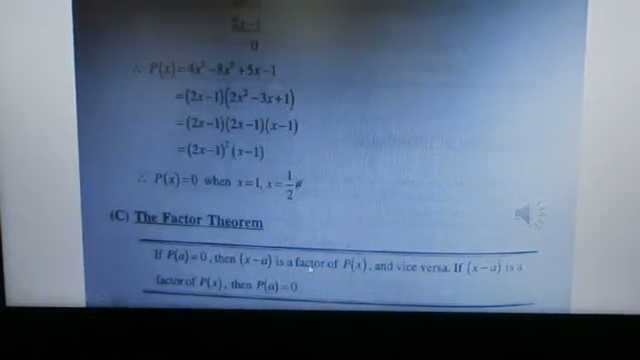 2x-1
0
∴ P(x)=4x³-8x²+5x-1
=(2x-1)(2x²-3x+1)
=(2x-1)(2x-1)(x-1)
=(2x-1)²(x-1)
∴ P(x)=0 when x=1, x=1/2 #
(C) The Factor Theorem
If P(a)=0, then (x-a) is a factor of P(x), and vice versa. If (x-a) is a
factor of P(x), then P(a)=0.